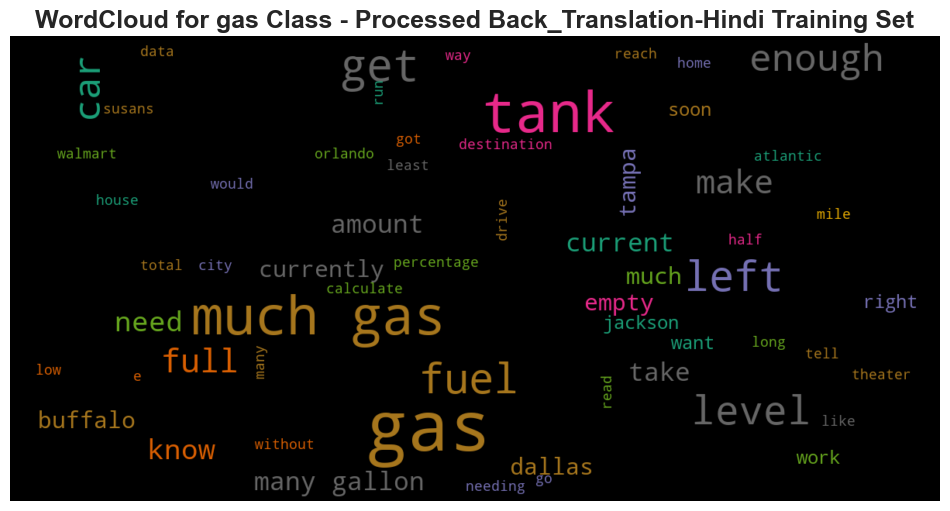 WordCloud for gas Class - Processed Back_Translation-Hindi Training Set
data
way
reach
home
get
enough
car
run
tank
susans
soon
got
destination
walmart
orlando
least
atlantic
would
tampa
make
house
drive
mile
amount
current
half
total
city
currently
percentage
calculate
much
left
empty
right
need
much gas
jackson
want
long
full
many
tell
low
e
fuel
take
theater
read
buffalo
gas
level
like
know
without
dallas
work
many gallon
needing
go